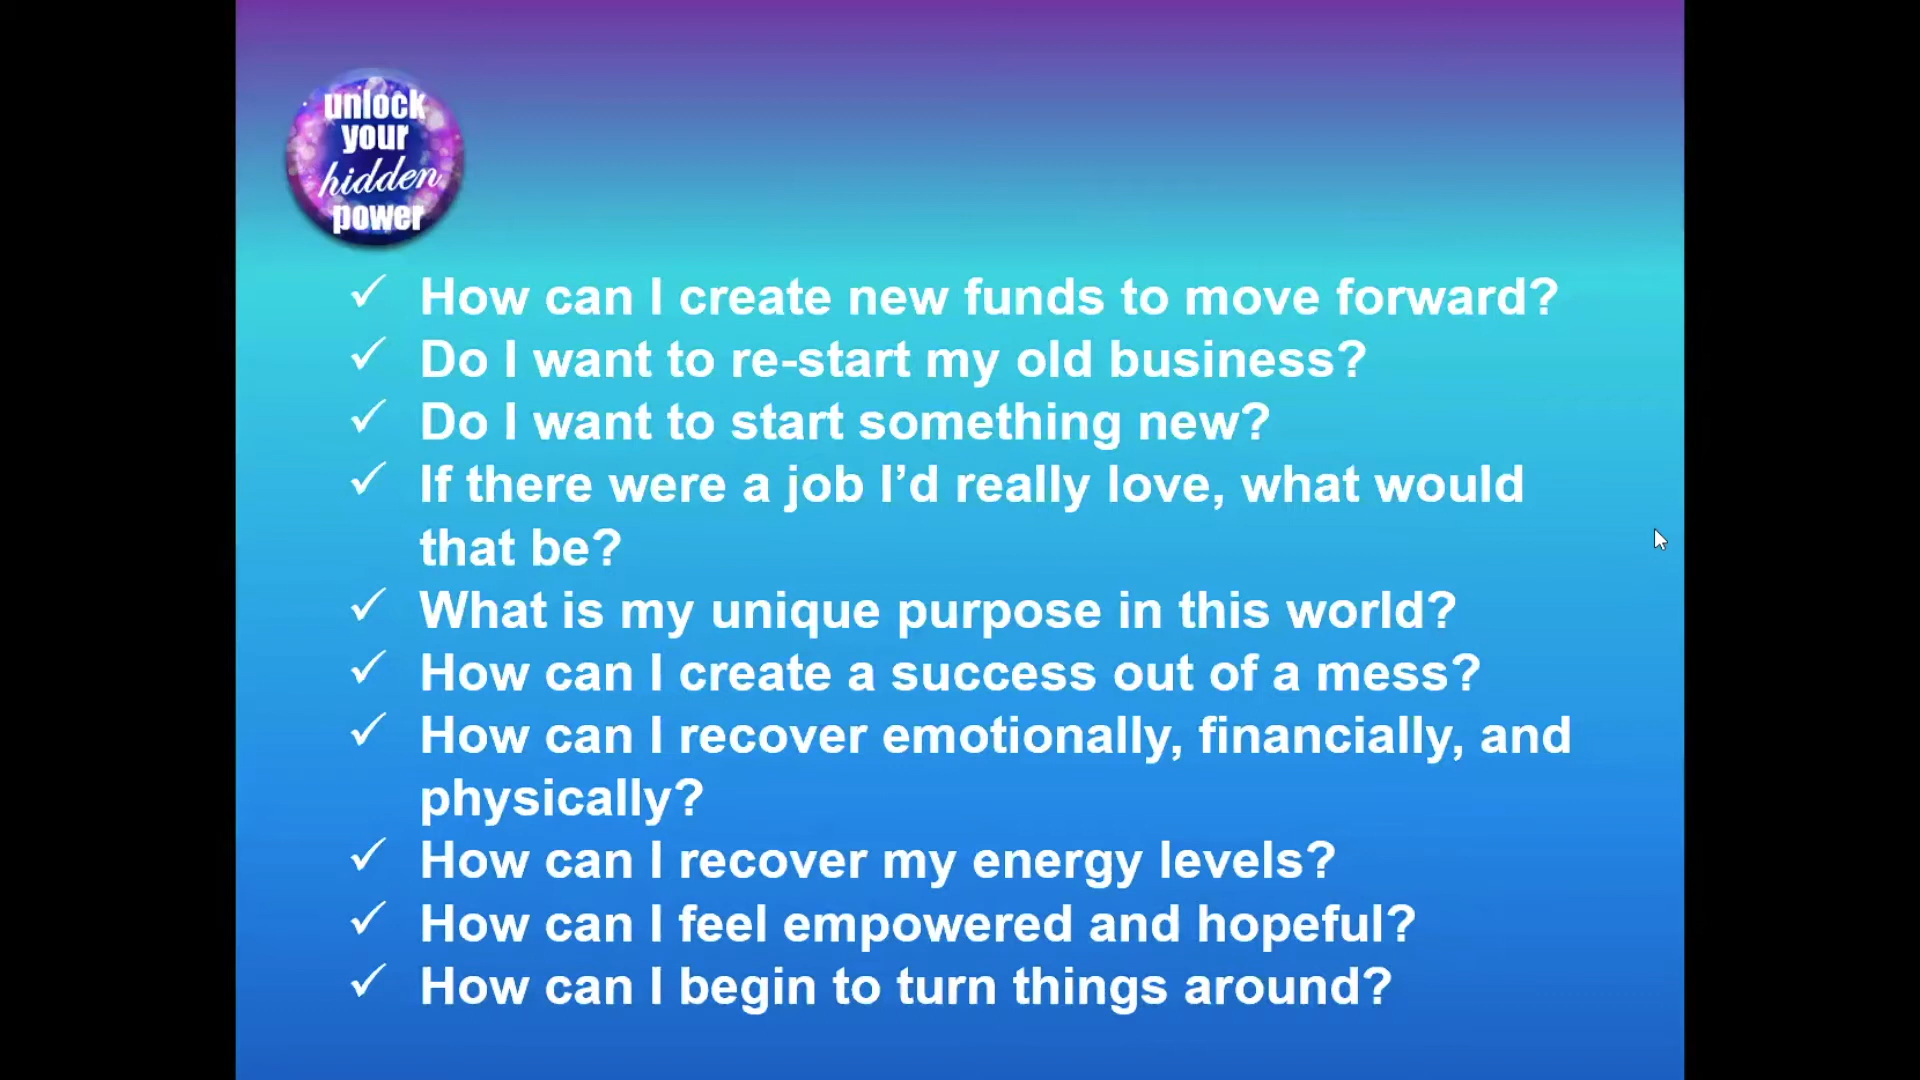 unlock
your
hidden
power
How can I create new funds to move forward?
Do I want to re-start my old business?
Do I want to start something new?
If there were a job I’d really love, what would
that be?
What is my unique purpose in this world?
How can I create a success out of a mess?
How can I recover emotionally, financially, and
physically?
How can I recover my energy levels?
How can I feel empowered and hopeful?
How can I begin to turn things around?